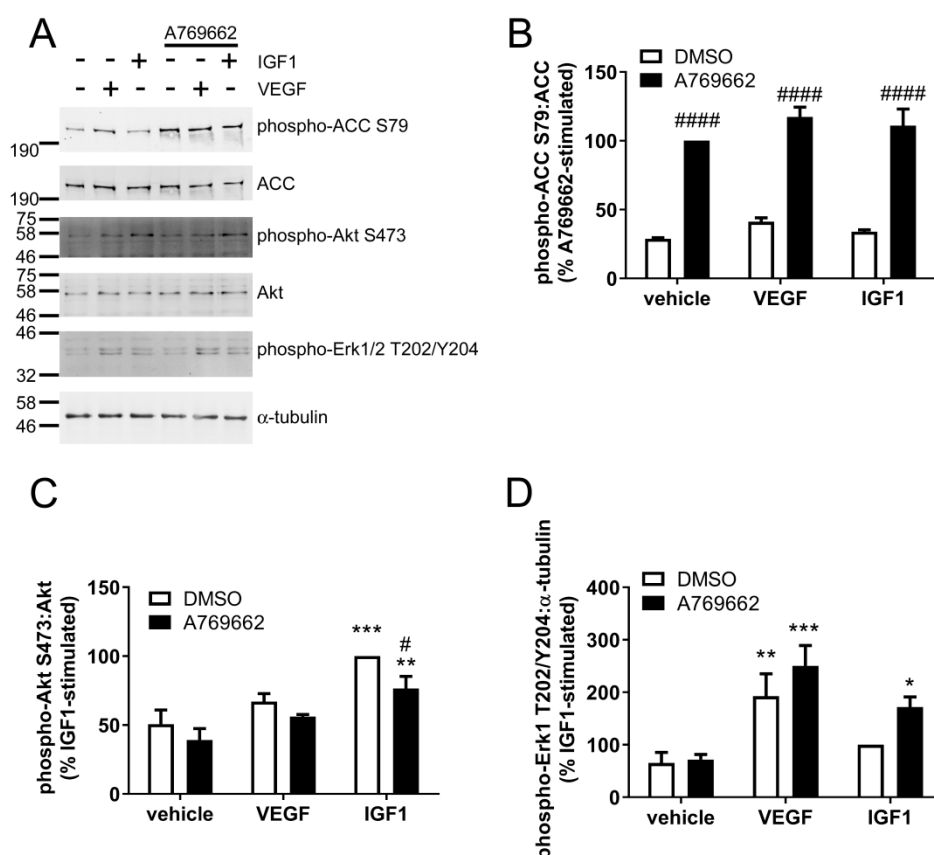 A
A769662
- - + - - + IGF1
- + - - + - VEGF
190
phospho-ACC S79
190
ACC
75
58
46
phospho-Akt S473
75
58
46
Akt
46
32
phospho-Erk1/2 T202/Y204
58
46
α-tubulin
B
DMSO
A769662
phospho-ACC S79:ACC
(% A769662-stimulated)
150
100
50
0
####
####
####
vehicle VEGF IGF1
C
DMSO
A769662
phospho-Akt S473:Akt
(% IGF1-stimulated)
150
100
50
0
***
#
**
vehicle VEGF IGF1
D
DMSO
A769662
phospho-Erk1 T202/Y204:α-tubulin
(% IGF1-stimulated)
400
300
200
100
0
**
***
*
vehicle VEGF IGF1